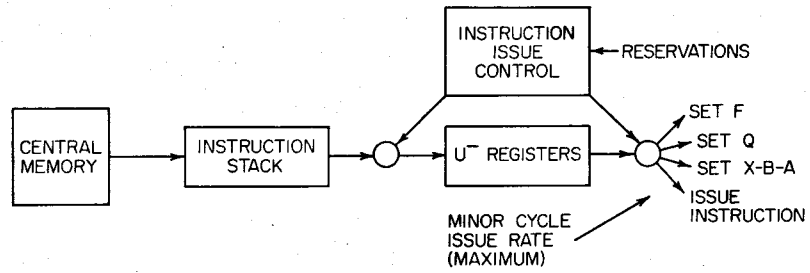 INSTRUCTION
ISSUE
CONTROL
RESERVATIONS
CENTRAL
MEMORY
INSTRUCTION
STACK
U⁻ REGISTERS
SET F
SET Q
SET X-B-A
ISSUE
INSTRUCTION
MINOR CYCLE
ISSUE RATE
(MAXIMUM)